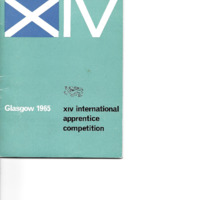 XIV
Glasgow 1965
xiv international
apprentice
competition